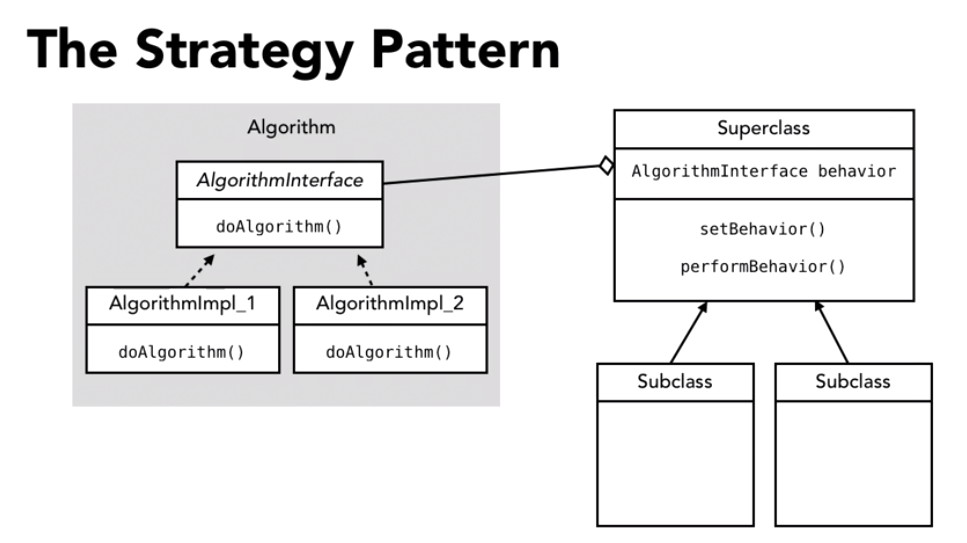 The Strategy Pattern
Algorithm
AlgorithmInterface
doAlgorithm()
AlgorithmImpl_1
doAlgorithm()
AlgorithmImpl_2
doAlgorithm()
Superclass
AlgorithmInterface behavior
setBehavior()
performBehavior()
Subclass
Subclass